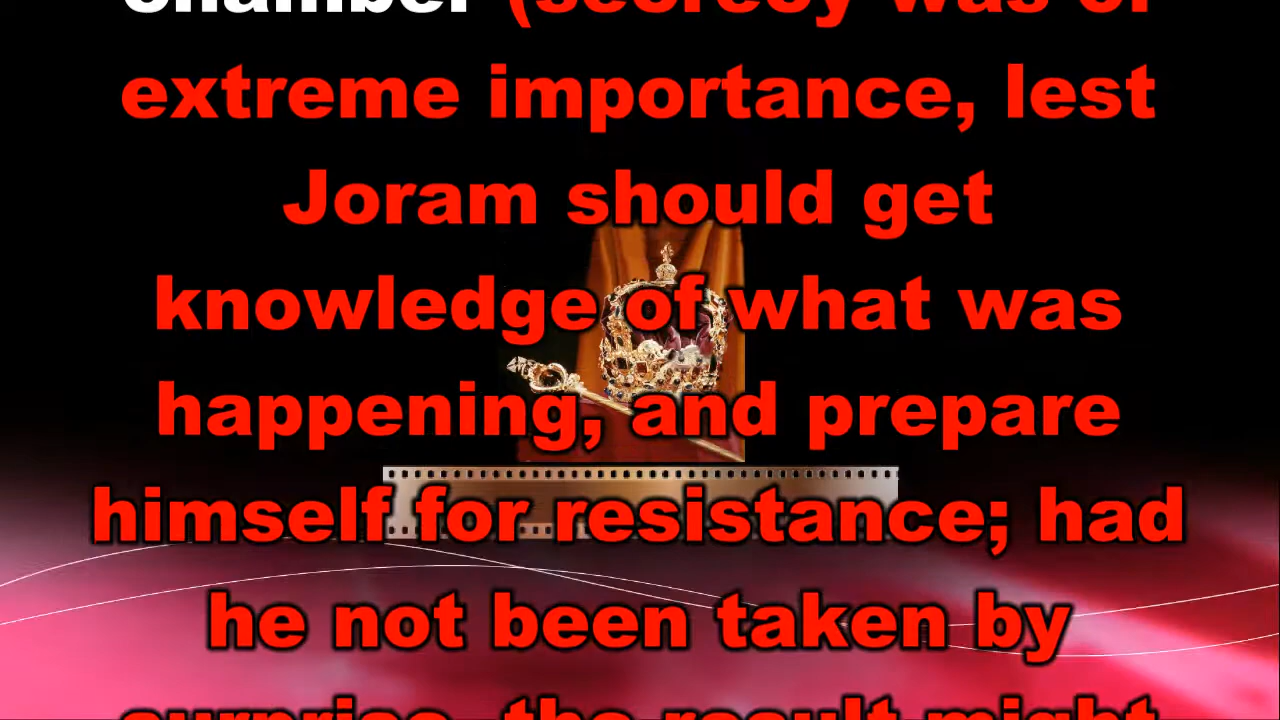 chamber (secrecy was of
extreme importance, lest
Joram should get
knowledge of what was
happening, and prepare
himself for resistance; had
he not been taken by
surprise, the result might